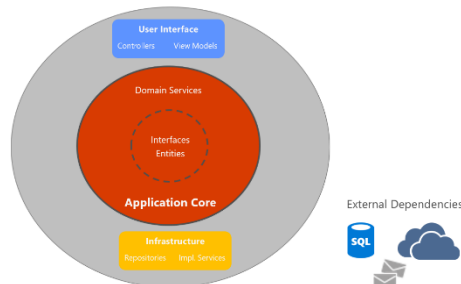 User Interface
Controllers View Models
Domain Services
Interfaces
Entities
Application Core
Infrastructure
Repositories Impl. Services
External Dependencies
SQL